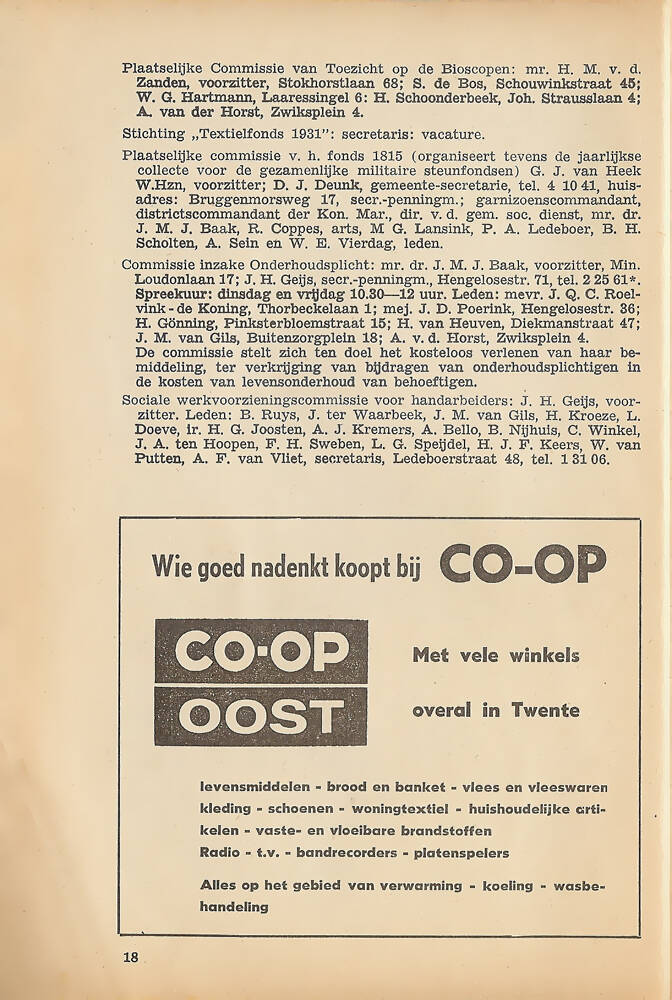 Plaatselijke Commissie van Toezicht op de Bioscopen: mr. H. M. v. d.
Zanden, voorzitter, Stokhorstlaan 68; S. de Bos, Schouwinkstraat 45;
W. G. Hartmann, Laaressingel 6: H. Schoonderbeek, Joh. Strausslaan 4;
A. van der Horst, Zwiksplein 4.
Stichting „Textielfonds 1931”: secretaris: vacature.
Plaatselijke commissie v. h. fonds 1815 (organiseert tevens de jaarlijkse
collecte voor de gezamenlijke militaire steunfondsen) G. J. van Heek
W.Hzn, voorzitter; D. J. Deunk, gemeente-secretarie, tel. 4 10 41, huis-
adres: Bruggenmorsweg 17, secr.-penningm.; garnizoenscommandant,
districtscommandant der Kon. Mar., dir. v. d. gem. soc. dienst, mr. dr.
J. M. J. Baak, R. Coppes, arts, M G. Lansink, P. A. Ledeboer, B. H.
Scholten, A. Sein en W. E. Vierdag, leden.
Commissie inzake Onderhoudsplicht: mr. dr. J. M. J. Baak, voorzitter, Min.
Loudonlaan 17; J. H. Geijs, secr.-penningm., Hengelosestr. 71, tel. 2 25 61*.
Spreekuur: dinsdag en vrijdag 10.30—12 uur. Leden: mevr. J. Q. C. Roel-
vink - de Koning, Thorbeckelaan 1; mej. J. D. Poerink, Hengelosestr. 36;
H. Gönning, Pinksterbloemstraat 15; H. van Heuven, Diekmanstraat 47;
J. M. van Gils, Buitenzorgplein 18; A. v. d. Horst, Zwiksplein 4.
De commissie stelt zich ten doel het kosteloos verlenen van haar be-
middeling, ter verkrijging van bijdragen van onderhoudsplichtigen in
de kosten van levensonderhoud van behoeftigen.
Sociale werkvoorzieningscommissie voor handarbeiders: J. H. Geijs, voor-
zitter. Leden: B. Ruys, J. ter Waarbeek, J. M. van Gils, H. Kroeze, L.
Doeve, ir. H. G. Joosten, A. J. Kremers, A. Bello, B. Nijhuis, C. Winkel,
J. A. ten Hoopen, F. H. Sweben, L. G. Speijdel, H. J. F. Keers, W. van
Putten, A. F. van Vliet, secretaris, Ledeboerstraat 48, tel. 1 31 06.
Wie goed nadenkt koopt bij CO-OP
CO-OP
OOST
Met vele winkels
overal in Twente
levensmiddelen - brood en banket - vlees en vleeswaren
kleding - schoenen - woningtextiel - huishoudelijke arti-
kelen - vaste- en vloeibare brandstoffen
Radio - t.v. - bandrecorders - platenspelers
Alles op het gebied van verwarming - koeling - wasbe-
handeling
18